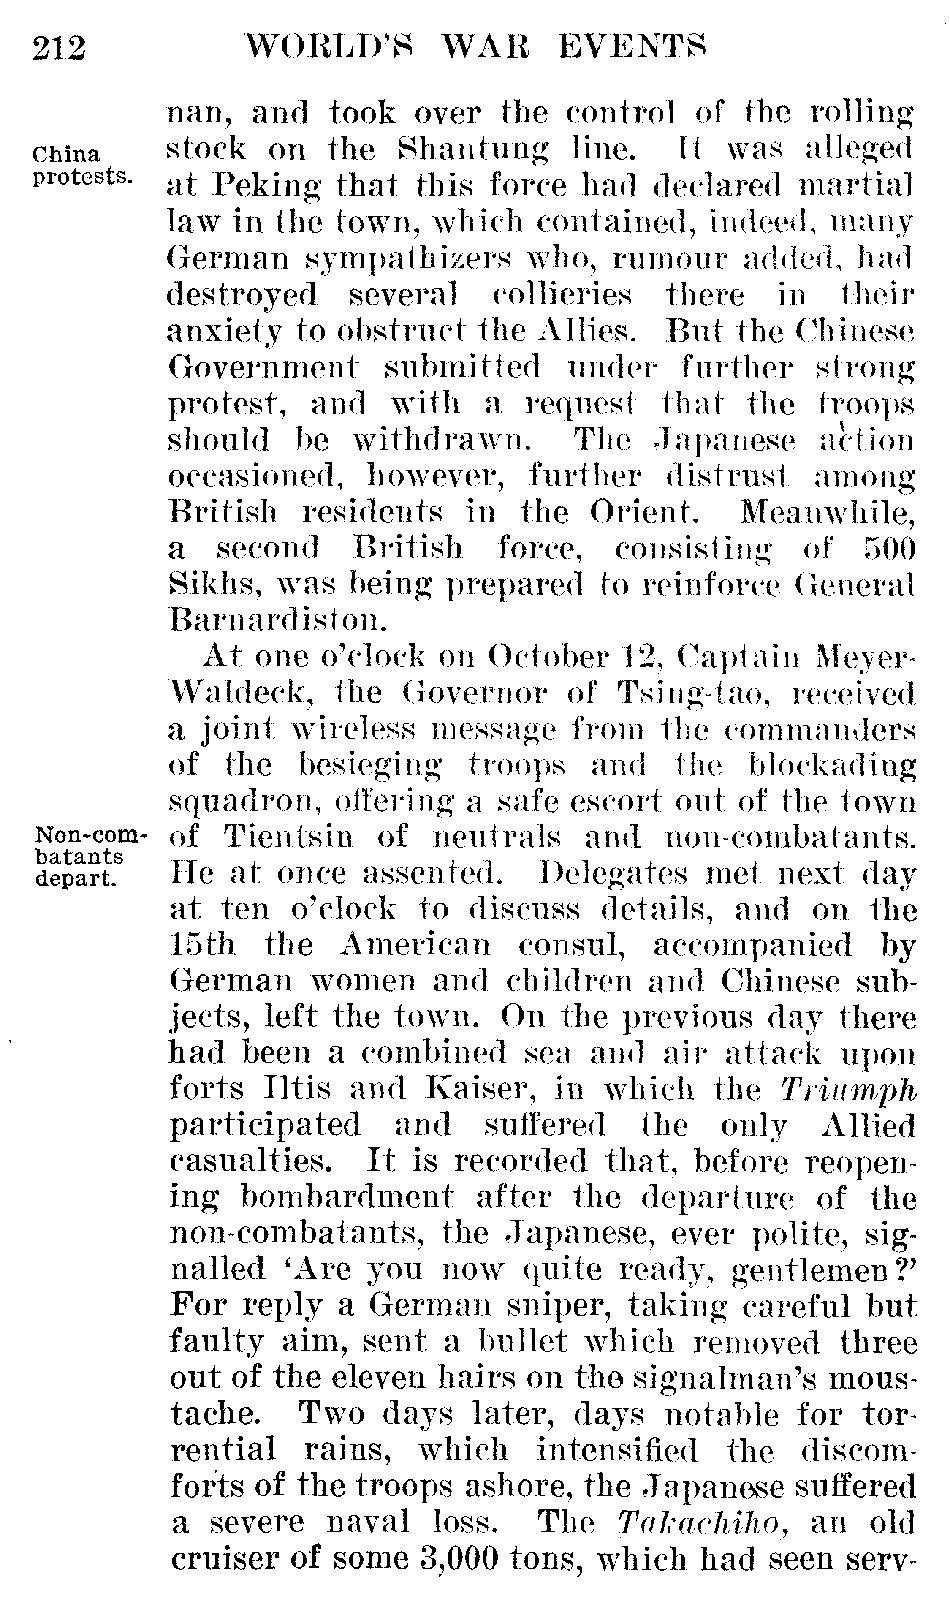 212 WORLD'S WAR EVENTS
nan, and took over the control of the rolling
China
protests.
stock on the Shantung line. It was alleged
at Peking that this force had declared martial
law in the town, which contained, indeed, many
German sympathizers who, rumour added, had
destroyed several collieries there in their
anxiety to obstruct the Allies. But the Chinese
Government submitted under further strong
protest, and with a request that the troops
should be withdrawn. The Japanese action
occasioned, however, further distrust among
British residents in the Orient. Meanwhile,
a second British force, consisting of 500
Sikhs, was being prepared to reinforce General
Barnardiston.
At one o'clock on October 12, Captain Meyer-
Waldeck, the Governor of Tsing-tao, received
a joint wireless message from the commanders
of the besieging troops and the blockading
squadron, offering a safe escort out of the town
Non-com-
batants
depart.
of Tientsin of neutrals and non-combatants.
He at once assented. Delegates met next day
at ten o'clock to discuss details, and on the
15th the American consul, accompanied by
German women and children and Chinese sub-
jects, left the town. On the previous day there
had been a combined sea and air attack upon
forts Iltis and Kaiser, in which the Triumph
participated and suffered the only Allied
casualties. It is recorded that, before reopen-
ing bombardment after the departure of the
non-combatants, the Japanese, ever polite, sig-
nalled 'Are you now quite ready, gentlemen?'
For reply a German sniper, taking careful but
faulty aim, sent a bullet which removed three
out of the eleven hairs on the signalman's mous-
tache. Two days later, days notable for tor-
rential rains, which intensified the discom-
forts of the troops ashore, the Japanese suffered
a severe naval loss. The Takachiho, an old
cruiser of some 3,000 tons, which had seen serv-